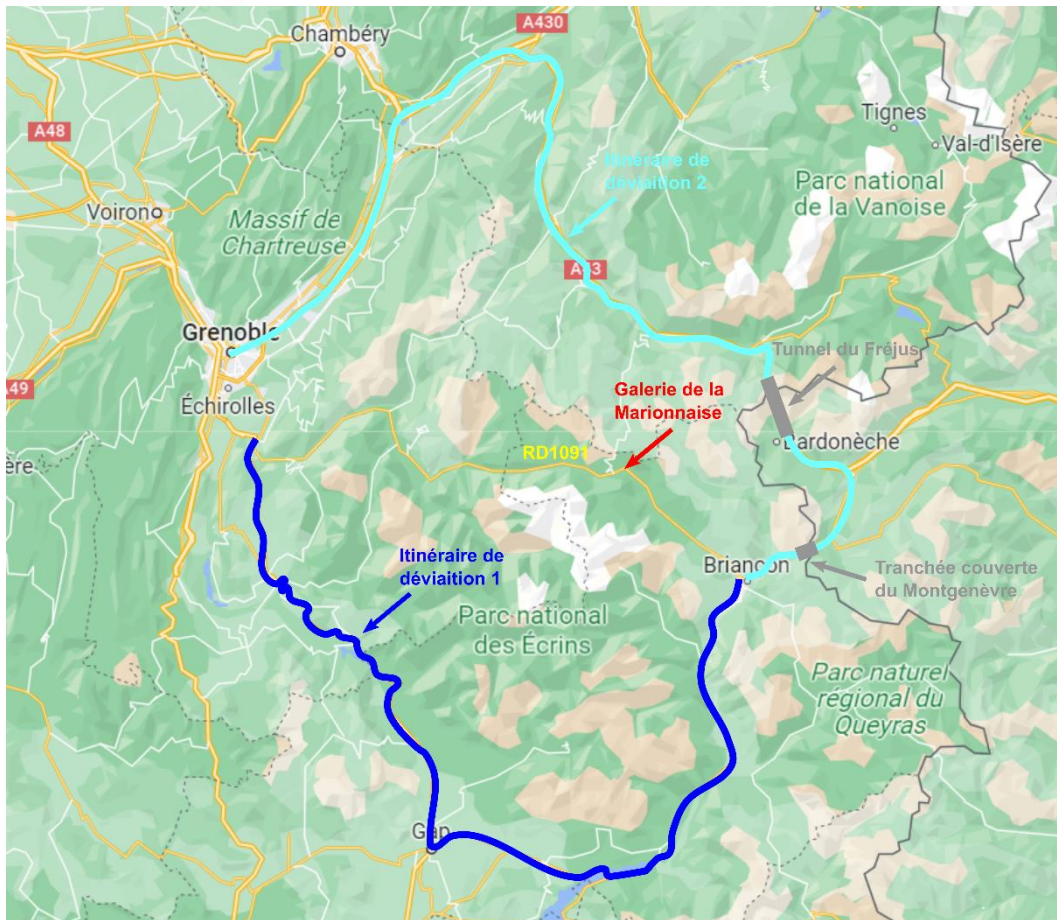 A430
Chambéry
A48
Tignes
Val-d'Isère
Itinéraire de
déviaition 2
Parc national
de la Vanoise
Voiron
Massif de
Chartreuse
A43
Grenoble
Tunnel du Fréjus
49
Galerie de la
Marionnaise
Échirolles
Bardonèche
RD1091
ère.
Itinéraire de
déviaition 1
Briançon
Tranchée couverte
du Montgenèvre
Parc national
des Écrins
Parc naturel
régional du
Queyras
Gap